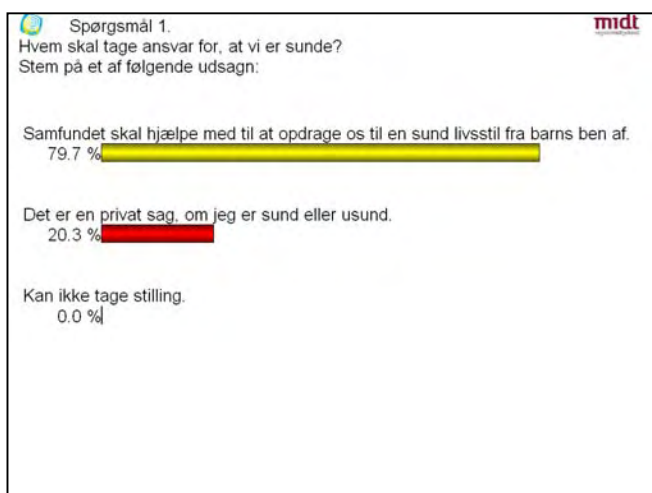 Spørgsmål 1.
midt
Hvem skal tage ansvar for, at vi er sunde?
Stem på et af følgende udsagn:
Samfundet skal hjælpe med til at opdrage os til en sund livsstil fra barns ben af.
79.7 %
Det er en privat sag, om jeg er sund eller usund.
20.3 %
Kan ikke tage stilling.
0.0 %